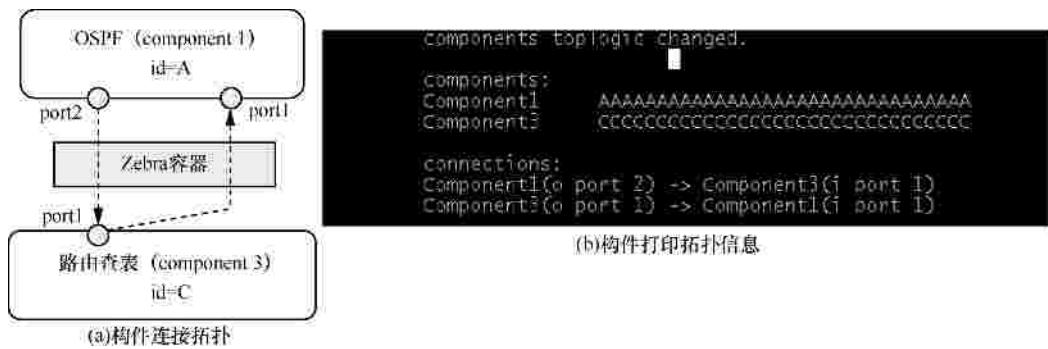 OSPF（component 1）
id=A
port2
port1
Zebra容器
port1
路由查表（component 3）
id=C
(a)构件连接拓扑
components toplogic changed.
components:
Component1 AAAAAAAAAAAAAAAAAAAAAAAAAAAAAAAA
Component3 CCCCCCCCCCCCCCCCCCCCCCCCCCCCCCCC
connections:
Component1(o port 2) -> Component3(i port 1)
Component3(o port 1) -> Component1(i port 1)
(b)构件打印拓扑信息